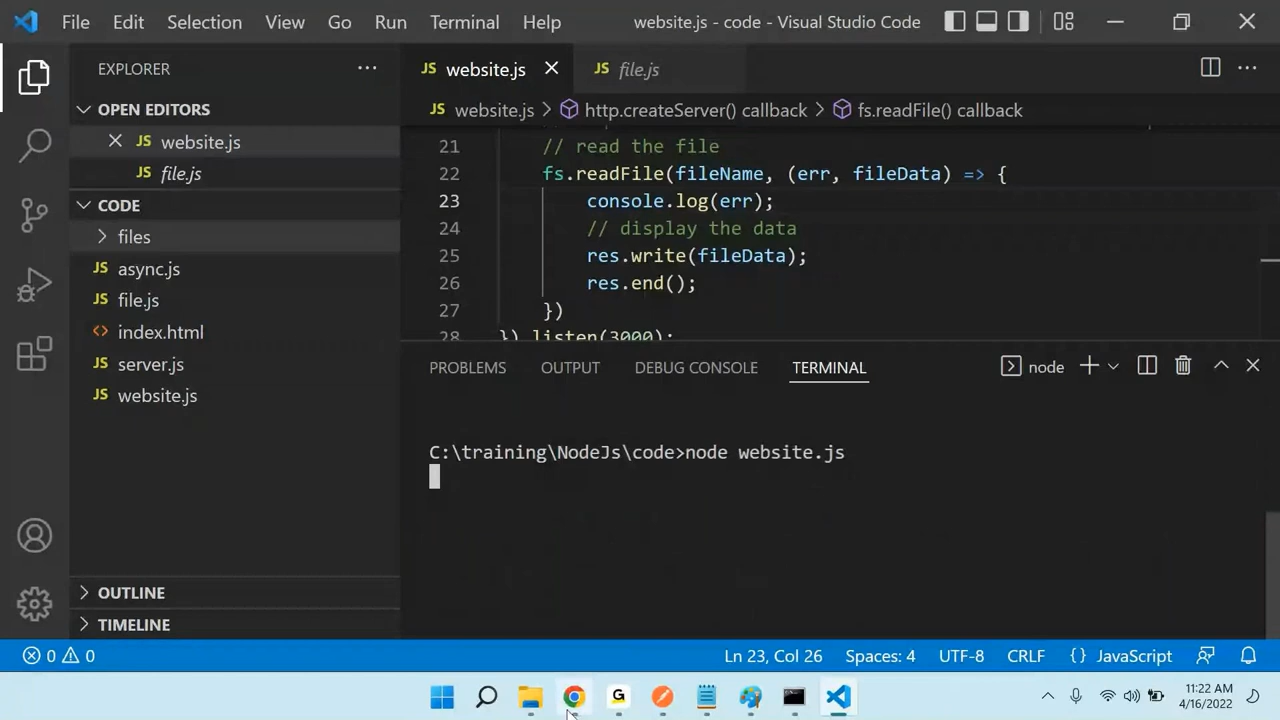 File Edit Selection View Go Run Terminal Help website.js - code - Visual Studio Code
EXPLORER
OPEN EDITORS
JS website.js
JS file.js
CODE
files
JS async.js
JS file.js
<> index.html
JS server.js
JS website.js
OUTLINE
TIMELINE
JS website.js JS file.js
JS website.js > http.createServer() callback > fs.readFile() callback
21 // read the file
22 fs.readFile(fileName, (err, fileData) => {
23 console.log(err);
24 // display the data
25 res.write(fileData);
26 res.end();
27 })
28 }).listen(3000);
PROBLEMS OUTPUT DEBUG CONSOLE TERMINAL node
C:\training\NodeJs\code>node website.js
0 0 Ln 23, Col 26 Spaces: 4 UTF-8 CRLF {} JavaScript
G
11:22 AM
4/16/2022